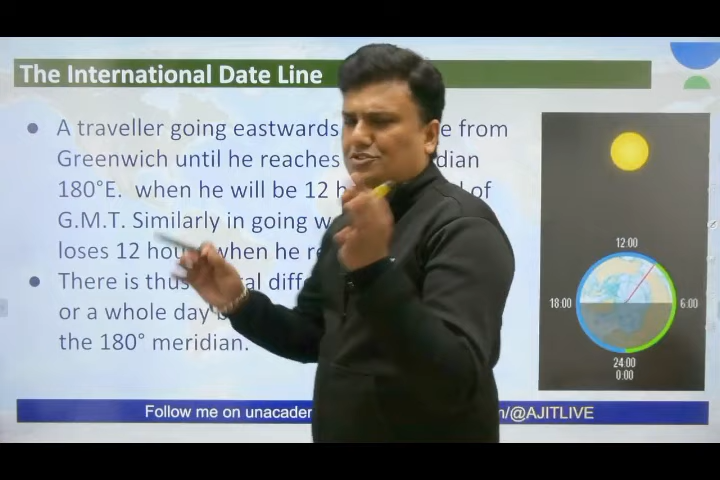 The International Date Line
● A traveller going eastwards e from
Greenwich until he reaches dian
180°E. when he will be 12 h d of
G.M.T. Similarly in going w
loses 12 hou when he re
● There is thus al diff
or a whole day b
the 180° meridian.
12:00
18:00
6:00
24:00
0:00
Follow me on unacader n/@AJITLIVE